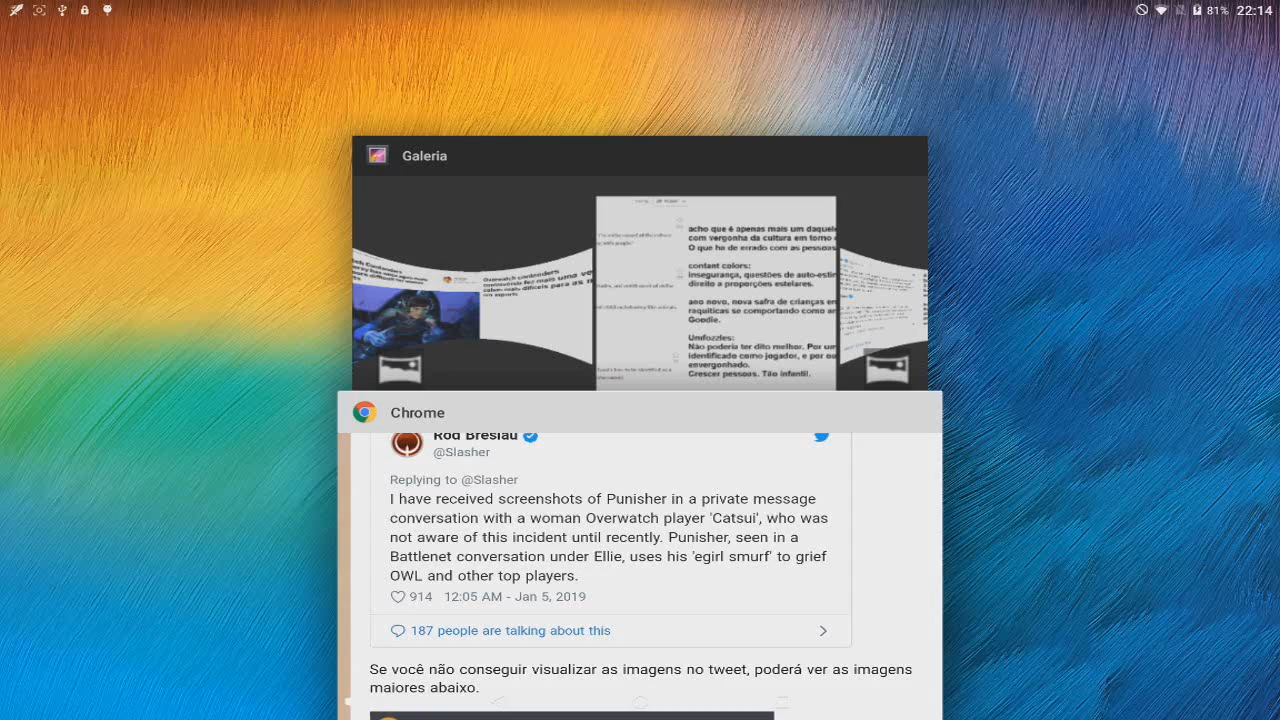 81% 22:14
Galeria
acho que é apenas mais um
com vergonha da cultura em torno
O que ha de errado com as pessoas
contant colors:
insegurança, questões de
direito a proporções estelares.
ano novo, nova safra de crianças
raquíticas se comportando como
Goodie.
Umfozzles:
Não poderia ter dito melhor. Por
identificado como jogador, e por
envergonhado.
Crescer pessoas. Tão infantil.
Chrome
Rod Breslau
@Slasher
Replying to @Slasher
I have received screenshots of Punisher in a private message
conversation with a woman Overwatch player 'Catsui', who was
not aware of this incident until recently. Punisher, seen in a
Battlenet conversation under Ellie, uses his 'egirl smurf' to grief
OWL and other top players.
914 12:05 AM - Jan 5, 2019
187 people are talking about this
Se você não conseguir visualizar as imagens no tweet, poderá ver as imagens
maiores abaixo.